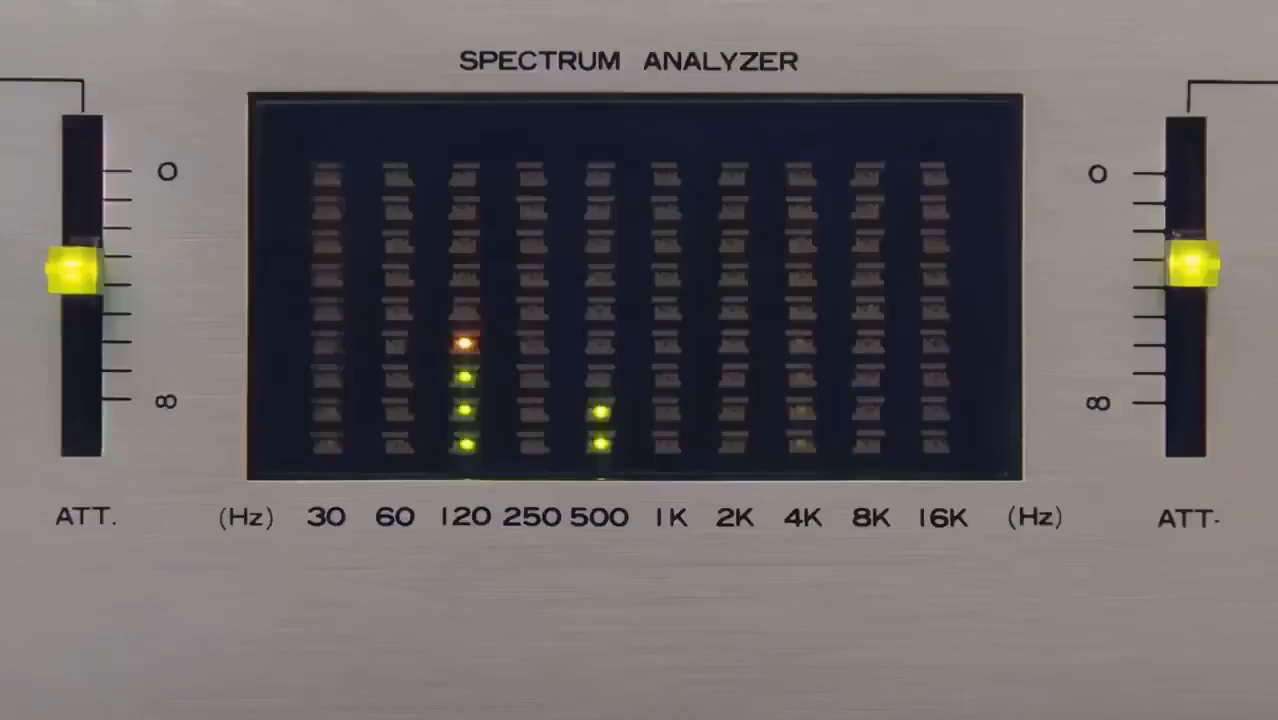 SPECTRUM ANALYZER
0 0
∞ ∞
ATT. (Hz) 30 60 120 250 500 1K 2K 4K 8K 16K (Hz) ATT.